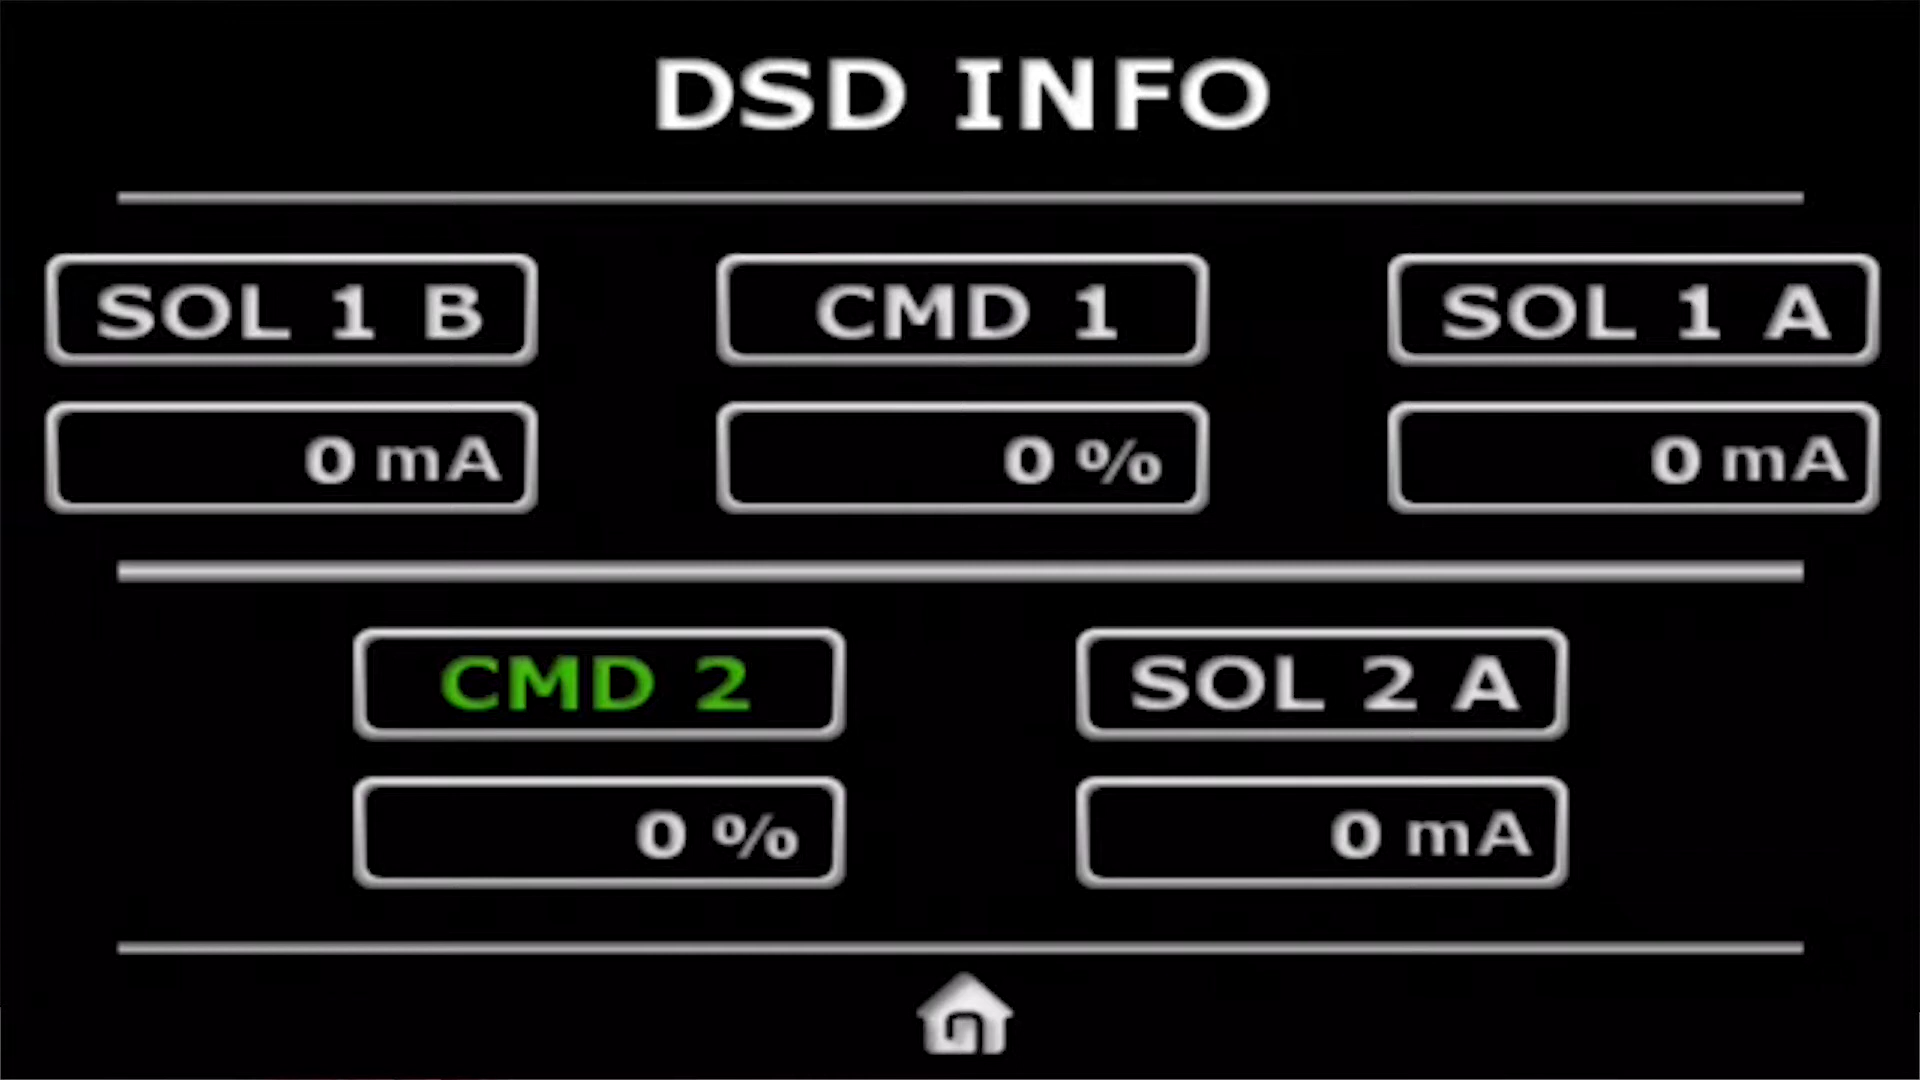 DSD INFO
SOL 1 B CMD 1 SOL 1 A
0 mA 0 % 0 mA
CMD 2 SOL 2 A
0 % 0 mA